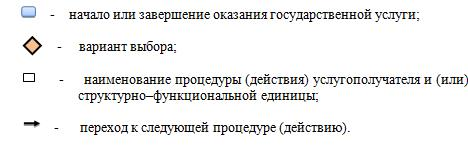 - начало или завершение оказания государственной услуги;
- вариант выбора;
- наименование процедуры (действия) услугополучателя и (или)
структурно–функциональной единицы;
- переход к следующей процедуре (действию).